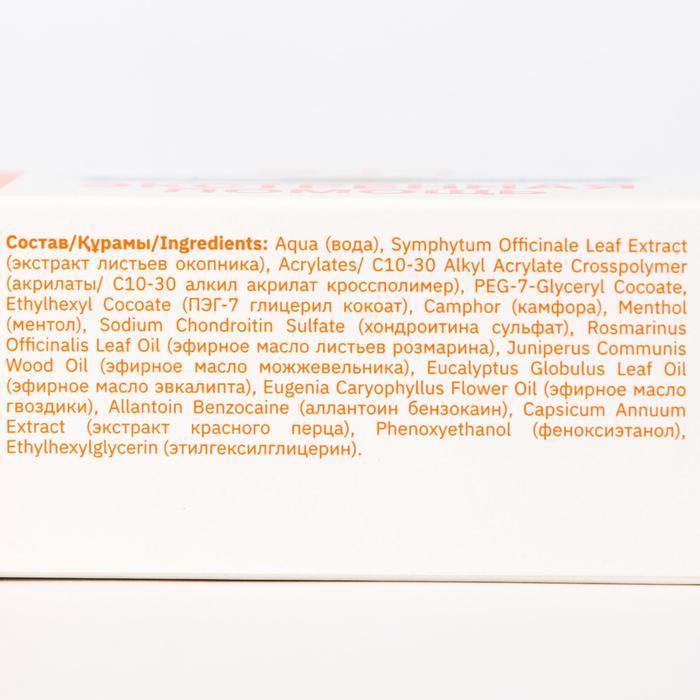 ЭКСТРЕННАЯ
ПОМОЩЬ
Состав/Құрамы/Ingredients: Aqua (вода), Symphytum Officinale Leaf Extract
(экстракт листьев окопника), Acrylates/ C10-30 Alkyl Acrylate Crosspolymer
(акрилаты/ C10-30 алкил акрилат кроссполимер), PEG-7-Glyceryl Cocoate,
Ethylhexyl Cocoate (ПЭГ-7 глицерил кокоат), Camphor (камфора), Menthol
(ментол), Sodium Chondroitin Sulfate (хондроитина сульфат), Rosmarinus
Officinalis Leaf Oil (эфирное масло листьев розмарина), Juniperus Communis
Wood Oil (эфирное масло можжевельника), Eucalyptus Globulus Leaf Oil
(эфирное масло эвкалипта), Eugenia Caryophyllus Flower Oil (эфирное масло
гвоздики), Allantoin Benzocaine (аллантоин бензокаин), Capsicum Annuum
Extract (экстракт красного перца), Phenoxyethanol (феноксиэтанол),
Ethylhexylglycerin (этилгексилглицерин).